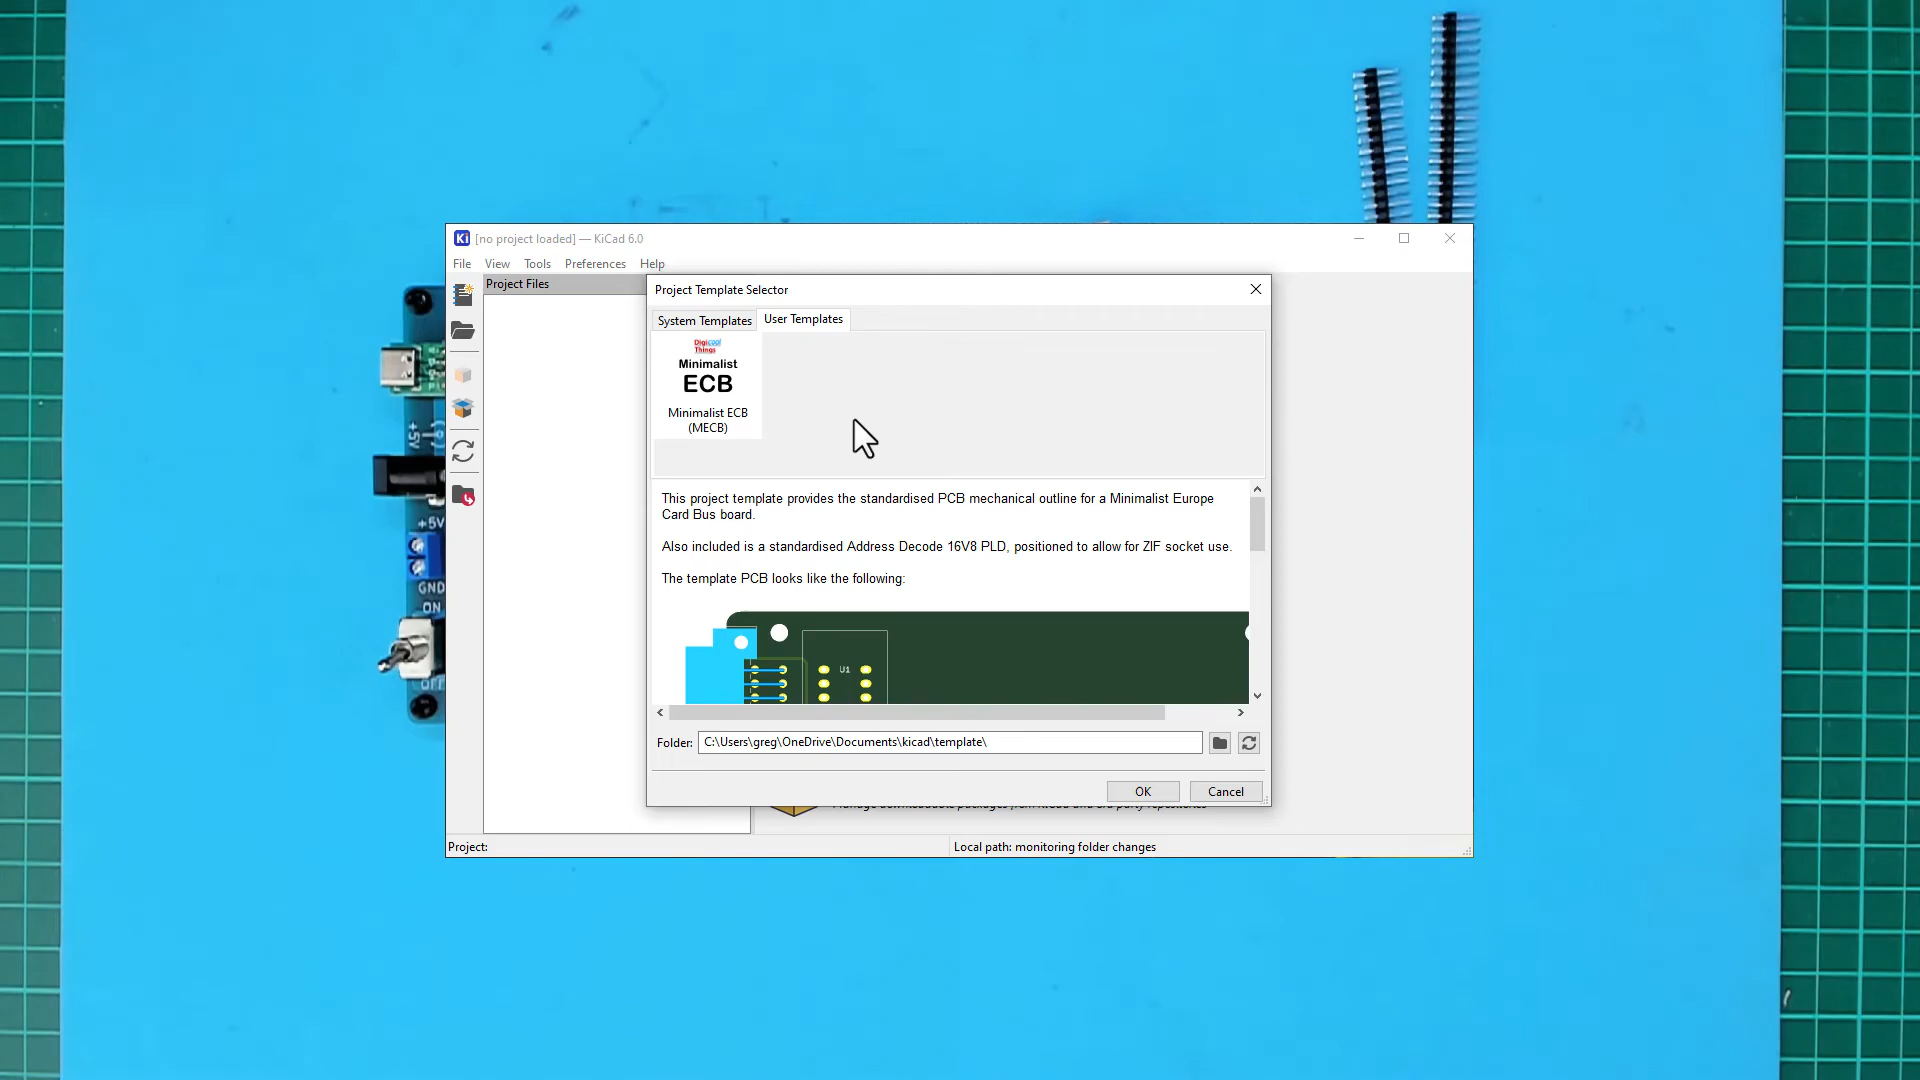 [no project loaded] — KiCad 6.0
File View Tools Preferences Help
Project Files
Project Template Selector
System Templates User Templates
Digicool
Things
Minimalist
ECB
Minimalist ECB
(MECB)
This project template provides the standardised PCB mechanical outline for a Minimalist Europe
Card Bus board.
Also included is a standardised Address Decode 16V8 PLD, positioned to allow for ZIF socket use.
The template PCB looks like the following:
U1
Folder: C:\Users\greg\OneDrive\Documents\kicad\template\
OK Cancel
Project: Local path: monitoring folder changes
+5V
+5V
GND
ON